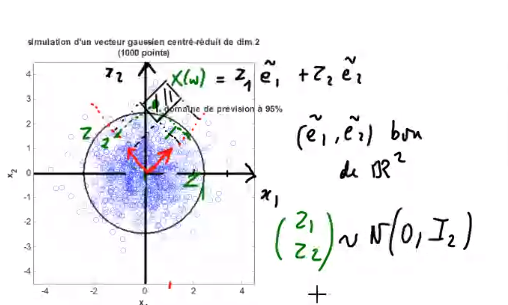 simulation d'un vecteur gaussien centré-réduit de dim.2
(1000 points)
x₂
X(ω) = Z₁ ẽ₁ + Z₂ ẽ₂
domaine de prévision à 95%
Z₂
Z₁
(ẽ₁, ẽ₂) bon
de ℝ²
x₁
(Z₁ Z₂) ~ N(0, I₂)
+
4
3
2
1
0
-1
-2
-3
-4
x₂
-4
-2
0
2
4